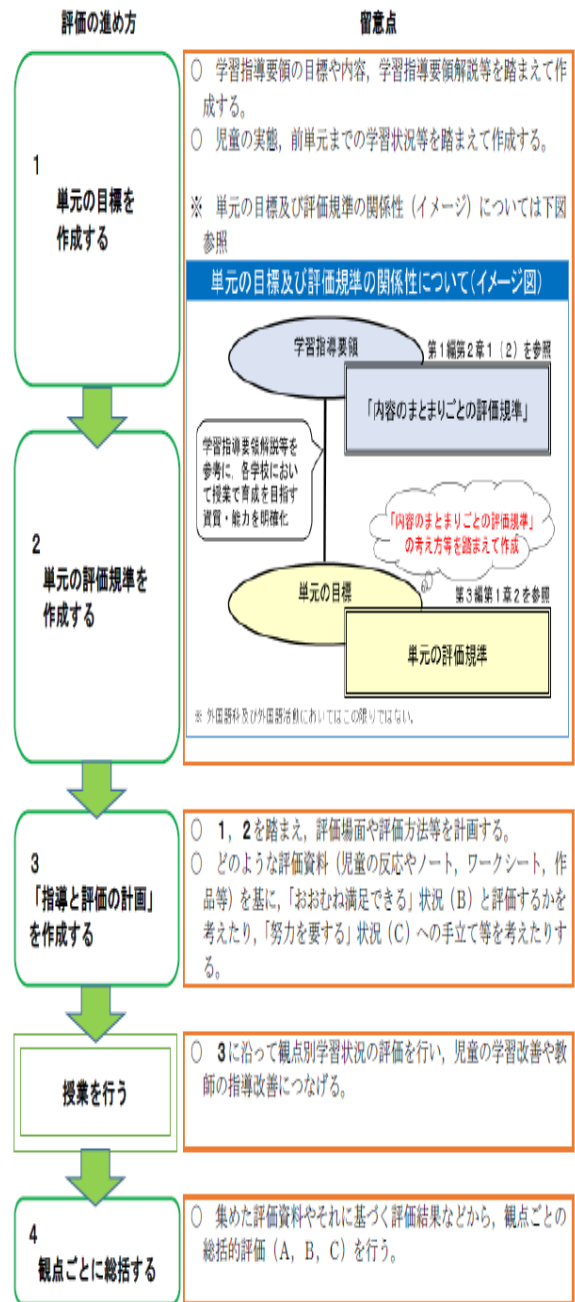 評価の進め方
留意点
1
単元の目標を
作成する
○ 学習指導要領の目標や内容，学習指導要領解説等を踏まえて作
成する。
○ 児童の実態，前単元までの学習状況等を踏まえて作成する。
※ 単元の目標及び評価規準の関係性（イメージ）については下図
参照
単元の目標及び評価規準の関係性について(イメージ図)
学習指導要領
第１編第２章１（２）を参照
「内容のまとまりごとの評価規準」
学習指導要領解説等を
参考に，各学校におい
て授業で育成を目指す
資質・能力を明確化
「内容のまとまりごとの評価規準」
の考え方等を踏まえて作成
2
単元の評価規準を
作成する
単元の目標
第３編第１章２を参照
単元の評価規準
※ 外国語科及び外国語活動においてはこの限りではない。
3
「指導と評価の計画」
を作成する
○ １，２を踏まえ，評価場面や評価方法等を計画する。
○ どのような評価資料（児童の反応やノート，ワークシート，作
品等）を基に，「おおむね満足できる」状況（B）と評価するかを
考えたり，「努力を要する」状況（C）への手立て等を考えたりす
る。
授業を行う
○ ３に沿って観点別学習状況の評価を行い，児童の学習改善や教
師の指導改善につなげる。
4
観点ごとに総括する
○ 集めた評価資料やそれに基づく評価結果などから，観点ごとの
総括的評価（A，B，C）を行う。